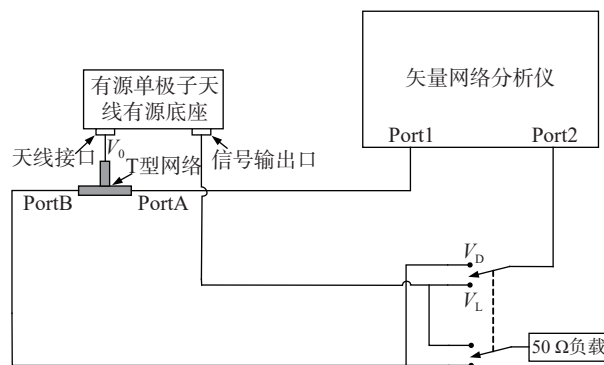 有源单极子天
线有源底座
矢量网络分析仪
Port1
Port2
天线接口
V0
信号输出口
T型网络
PortB
PortA
VD
VL
50 Ω负载